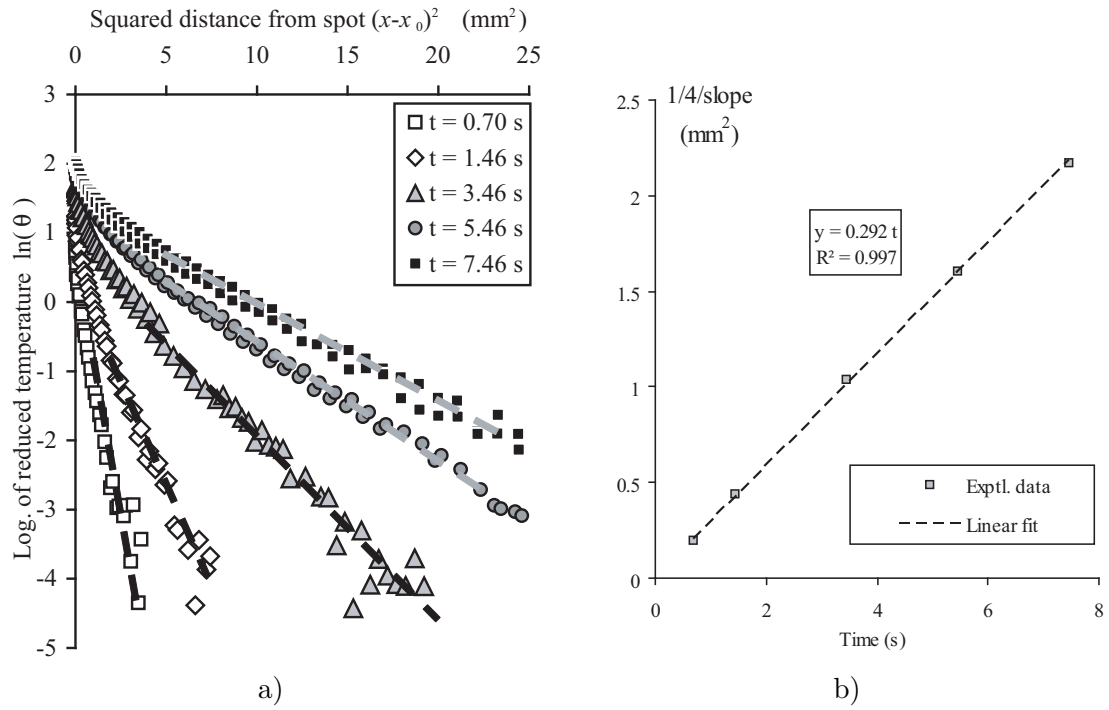 Squared distance from spot (x-x₀)² (mm²)
0 5 10 15 20 25
3
2
1
0
-1
-2
-3
-4
-5
Logₑ of reduced temperature ln(θ)
t = 0.70 s
t = 1.46 s
t = 3.46 s
t = 5.46 s
t = 7.46 s
a)
1/4/slope
(mm²)
2.5
2
1.5
1
0.5
0
y = 0.292 t
R² = 0.997
Exptl. data
Linear fit
0 2 4 6 8
Time (s)
b)